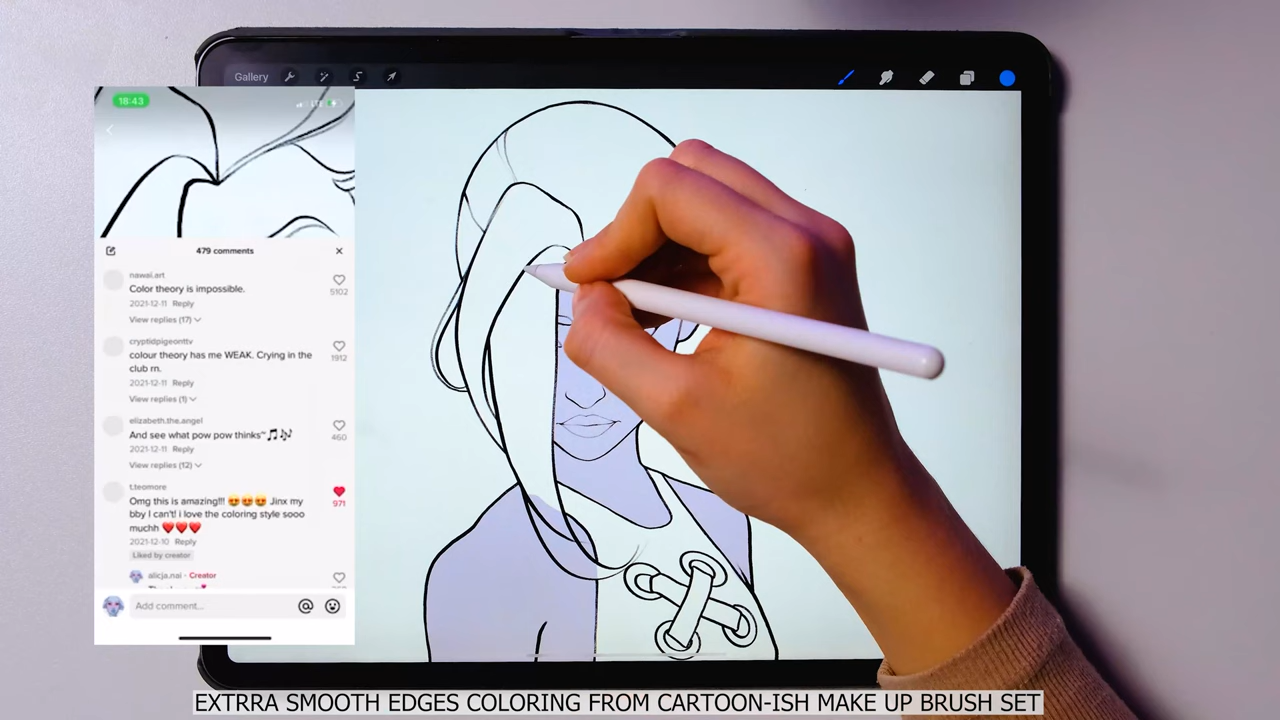 Gallery
18:43
LTE
479 comments
nawai.art
Color theory is impossible.
5102
2021-12-11 Reply
View replies (17)
cryptidpigeonttv
colour theory has me WEAK. Crying in the
club rn.
1912
2021-12-11 Reply
View replies (1)
elizabeth.the.angel
And see what pow pow thinks~🎵🎶
460
2021-12-11 Reply
View replies (12)
t.teomore
Omg this is amazing!!! 😍😍😍 Jinx my
bby I can't! i love the coloring style sooo
muchh ❤️❤️❤️
971
2021-12-10 Reply
Liked by creator
alicja.nai · Creator
Add comment...
EXTRRA SMOOTH EDGES COLORING FROM CARTOON-ISH MAKE UP BRUSH SET